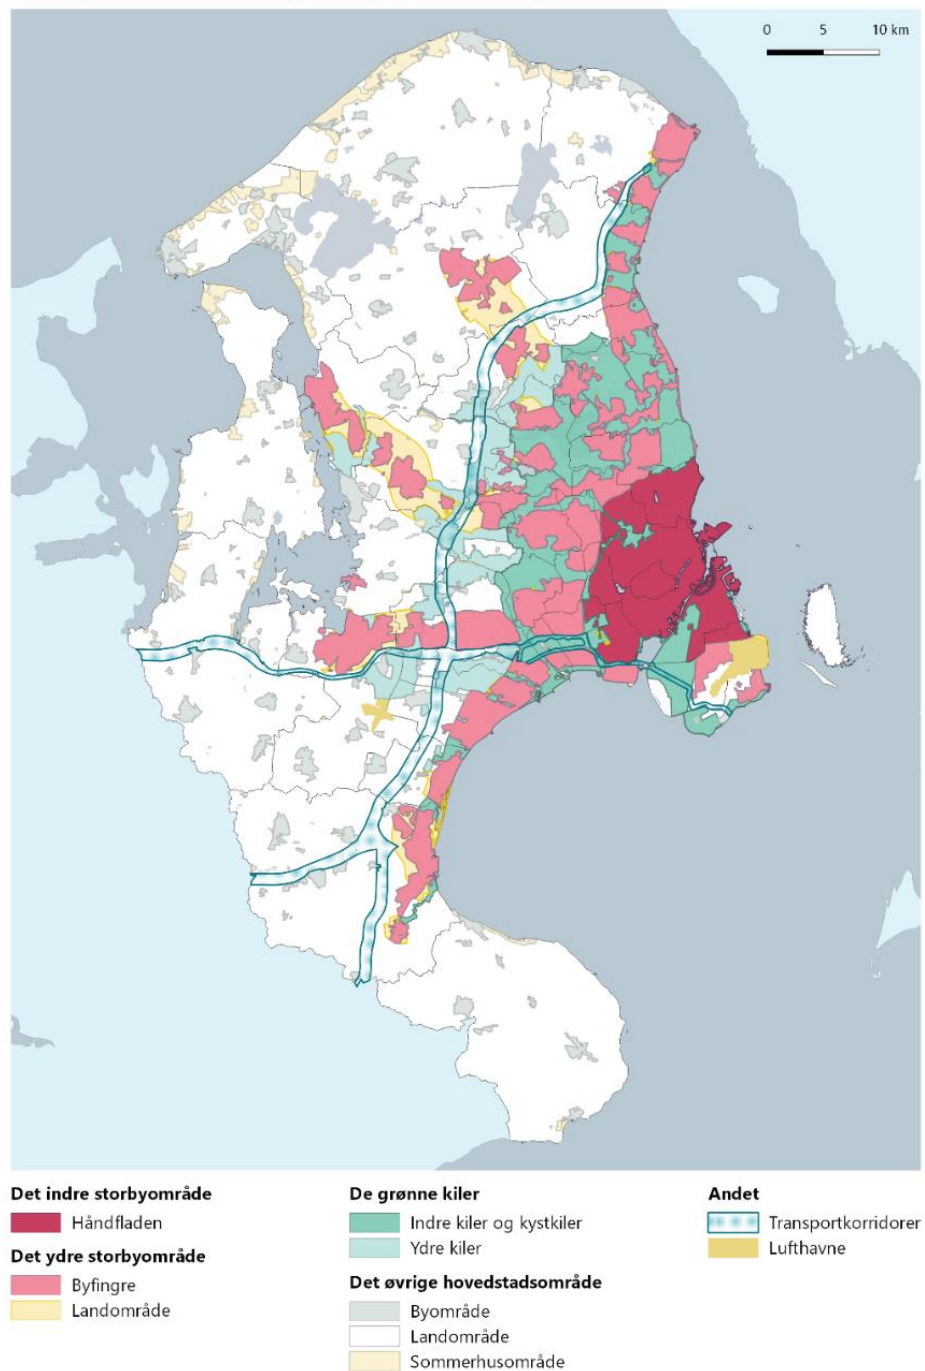 0 5 10 km
Det indre storbyområde
Håndfladen
Det ydre storbyområde
Byfingre
Landområde
De grønne kiler
Indre kiler og kystkiler
Ydre kiler
Det øvrige hovedstadsområde
Byområde
Landområde
Sommerhusområde
Andet
Transportkorridorer
Lufthavne